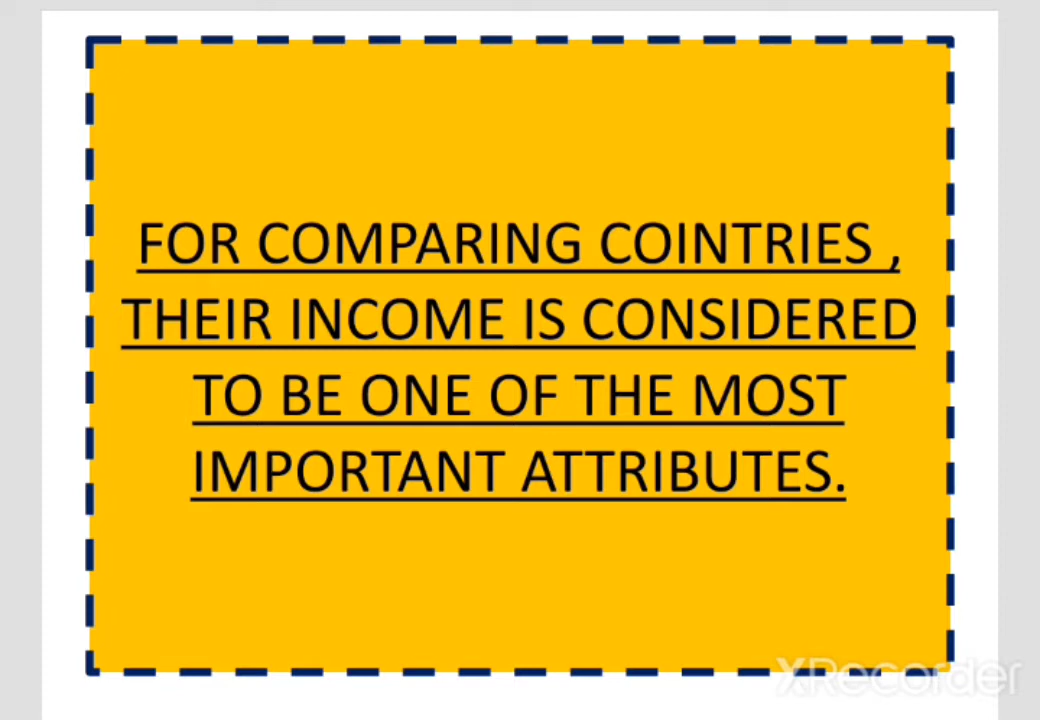 FOR COMPARING COINTRIES ,
THEIR INCOME IS CONSIDERED
TO BE ONE OF THE MOST
IMPORTANT ATTRIBUTES.
XRecorder